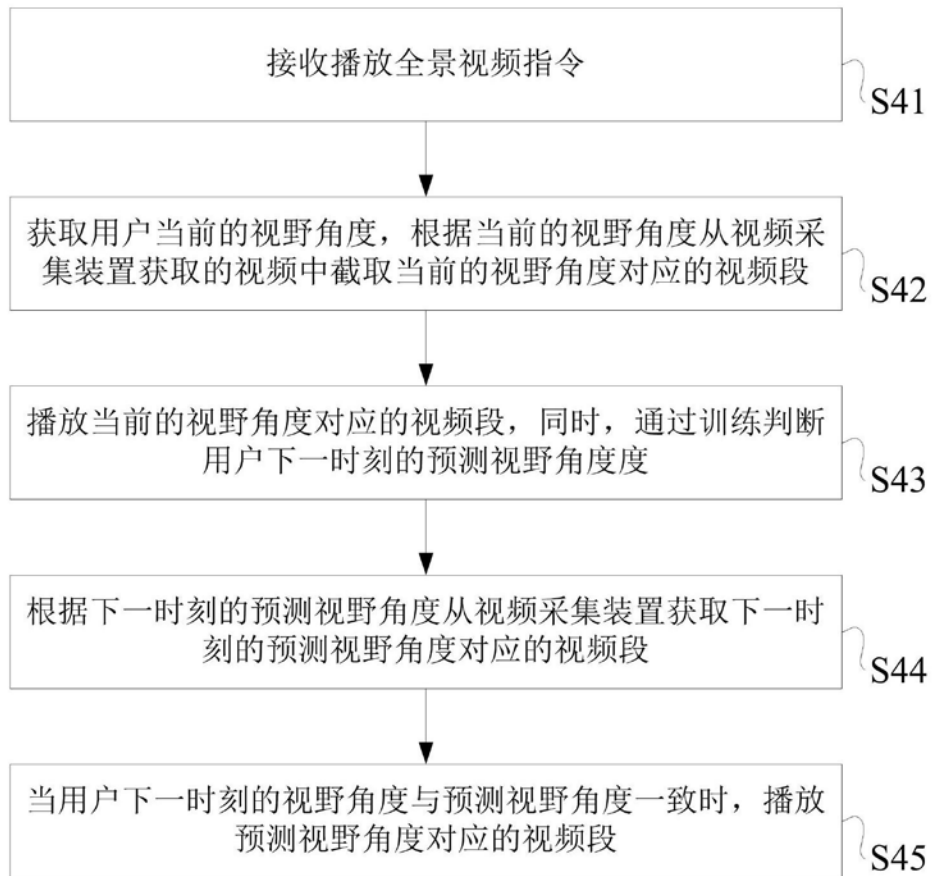 接收播放全景视频指令
S41
获取用户当前的视野角度，根据当前的视野角度从视频采
集装置获取的视频中截取当前的视野角度对应的视频段
S42
播放当前的视野角度对应的视频段，同时，通过训练判断
用户下一时刻的预测视野角度度
S43
根据下一时刻的预测视野角度从视频采集装置获取下一时
刻的预测视野角度对应的视频段
S44
当用户下一时刻的视野角度与预测视野角度一致时，播放
预测视野角度对应的视频段
S45